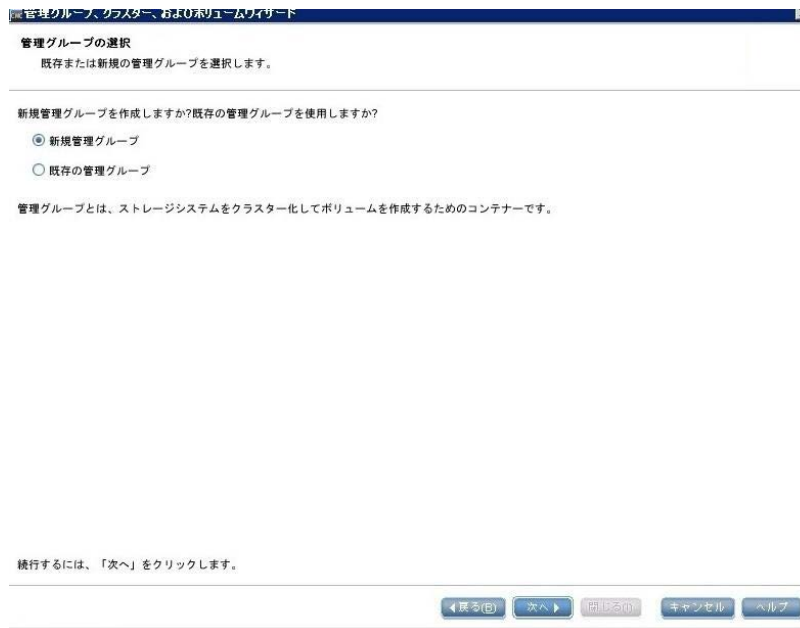 管理グループ、クラスター、およびボリュームウィザード
管理グループの選択
既存または新規の管理グループを選択します。
新規管理グループを作成しますか?既存の管理グループを使用しますか?
新規管理グループ
既存の管理グループ
管理グループとは、ストレージシステムをクラスター化してボリュームを作成するためのコンテナーです。
続行するには、「次へ」をクリックします。
戻る(B) 次へ 閉じる キャンセル ヘルプ